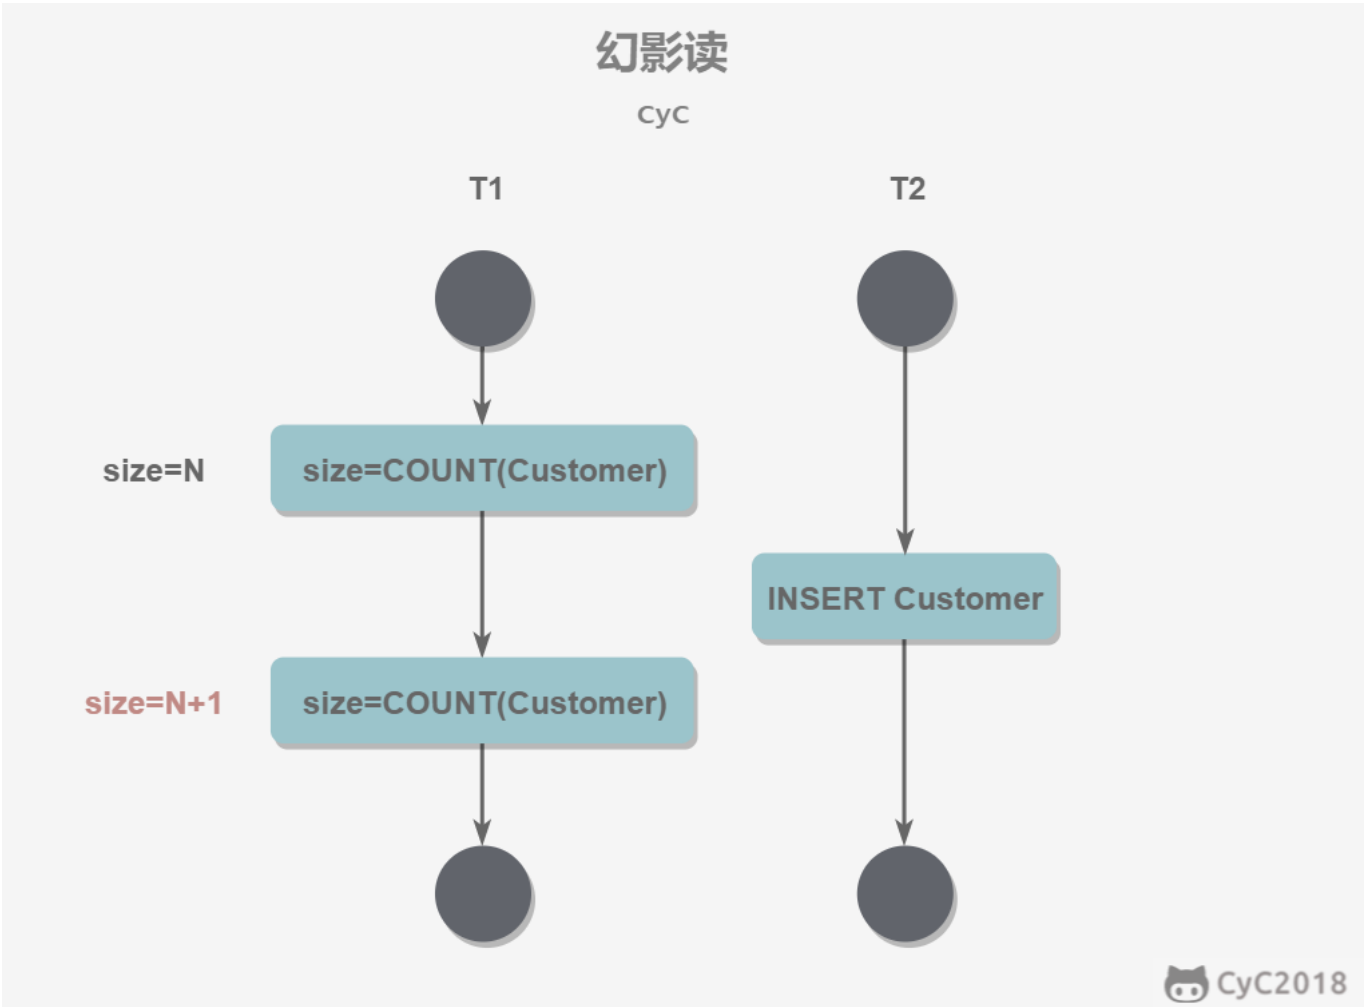 幻影读
CyC
T1
T2
size=N
size=COUNT(Customer)
INSERT Customer
size=N+1
size=COUNT(Customer)
CyC2018